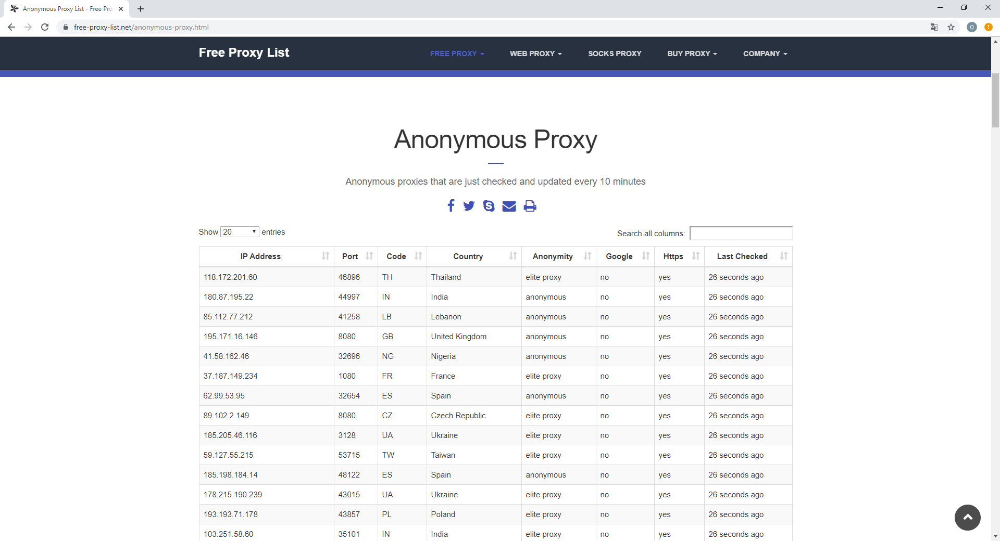 Anonymous Proxy List - Free Pro
free-proxy-list.net/anonymous-proxy.html
O
Free Proxy List FREE PROXY WEB PROXY SOCKS PROXY BUY PROXY COMPANY
Anonymous Proxy
Anonymous proxies that are just checked and updated every 10 minutes
Show 20 entries Search all columns:
IP Address Port Code Country Anonymity Google Https Last Checked
118.172.201.60 46896 TH Thailand elite proxy no yes 26 seconds ago
180.87.195.22 44997 IN India anonymous no yes 26 seconds ago
85.112.77.212 41258 LB Lebanon anonymous no yes 26 seconds ago
195.171.16.146 8080 GB United Kingdom anonymous no yes 26 seconds ago
41.58.162.46 32696 NG Nigeria anonymous no yes 26 seconds ago
37.187.149.234 1080 FR France elite proxy no yes 26 seconds ago
62.99.53.95 32654 ES Spain anonymous no yes 26 seconds ago
89.102.2.149 8080 CZ Czech Republic elite proxy no yes 26 seconds ago
185.205.46.116 3128 UA Ukraine elite proxy no yes 26 seconds ago
59.127.55.215 53715 TW Taiwan elite proxy no yes 26 seconds ago
185.198.184.14 48122 ES Spain anonymous no yes 26 seconds ago
178.215.190.239 43015 UA Ukraine elite proxy no yes 26 seconds ago
193.193.71.178 43857 PL Poland elite proxy no yes 26 seconds ago
103.251.58.60 35101 IN India elite proxy no yes 26 seconds ago